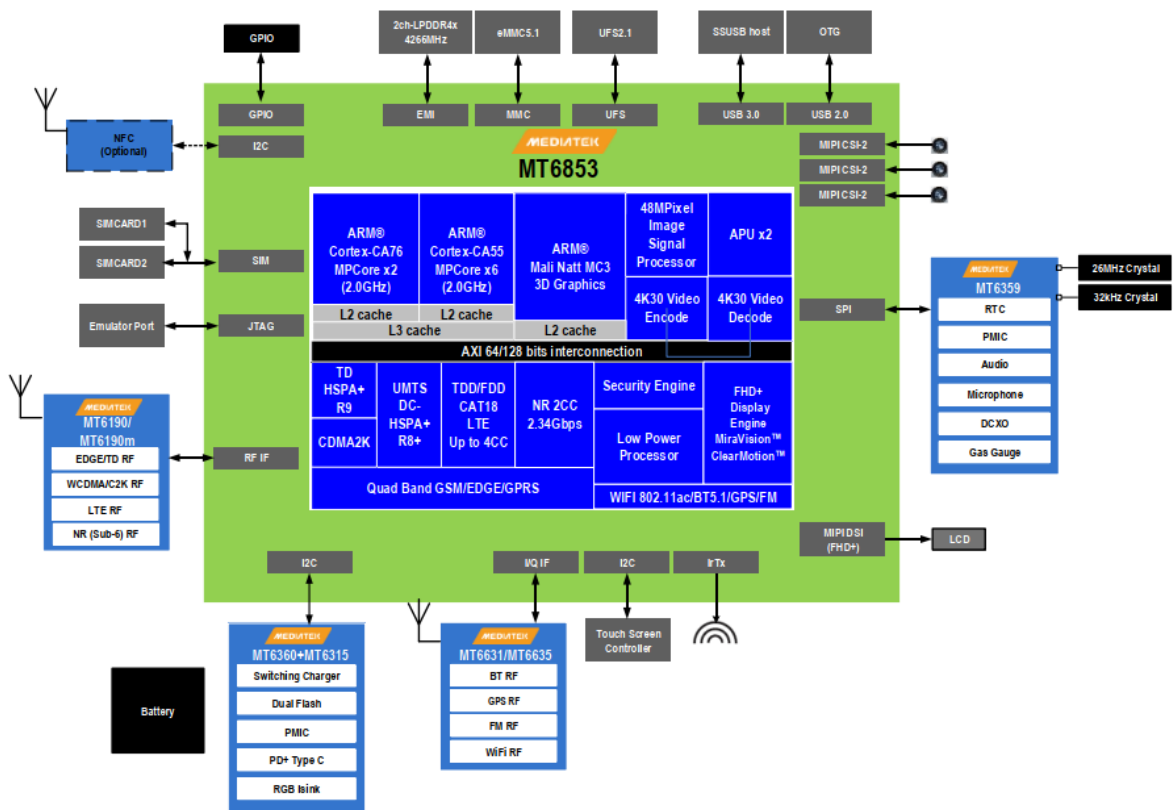 GPIO
2ch-LPDDR4x
4266MHz
eMMC5.1
UFS2.1
SSUSB host
OTG
GPIO
EMI
MMC
UFS
USB 3.0
USB 2.0
NFC
(Optional)
I2C
MEDIATEK
MT6853
MIPI CSI-2
MIPI CSI-2
MIPI CSI-2
SIMCARD1
SIMCARD2
SIM
Emulator Port
JTAG
ARM®
Cortex-CA76
MPCore x2
(2.0GHz)
ARM®
Cortex-CA55
MPCore x6
(2.0GHz)
ARM®
Mali Natt MC3
3D Graphics
48MPixel
Image
Signal
Processor
APU x2
4K30 Video
Encode
4K30 Video
Decode
L2 cache
L2 cache
L3 cache
L2 cache
AXI 64/128 bits interconnection
TD
HSPA+
R9
CDMA2K
UMTS
DC-
HSPA+
R8+
TDD/FDD
CAT18
LTE
Up to 4CC
NR 2CC
2.34Gbps
Security Engine
Low Power
Processor
FHD+
Display
Engine
MiraVision™
ClearMotion™
Quad Band GSM/EDGE/GPRS
WIFI 802.11ac/BT5.1/GPS/FM
SPI
MEDIATEK
MT6359
RTC
PMIC
Audio
Microphone
DCXO
Gas Gauge
26MHz Crystal
32kHz Crystal
MEDIATEK
MT6190/
MT6190m
EDGE/TD RF
WCDMA/C2K RF
LTE RF
NR (Sub-6) RF
RF IF
MIPI DSI
(FHD+)
LCD
I2C
I/Q IF
I2C
IrTx
Battery
MEDIATEK
MT6360+MT6315
Switching Charger
Dual Flash
PMIC
PD+ Type C
RGB Isink
MEDIATEK
MT6631/MT6635
BT RF
GPS RF
FM RF
WiFi RF
Touch Screen
Controller